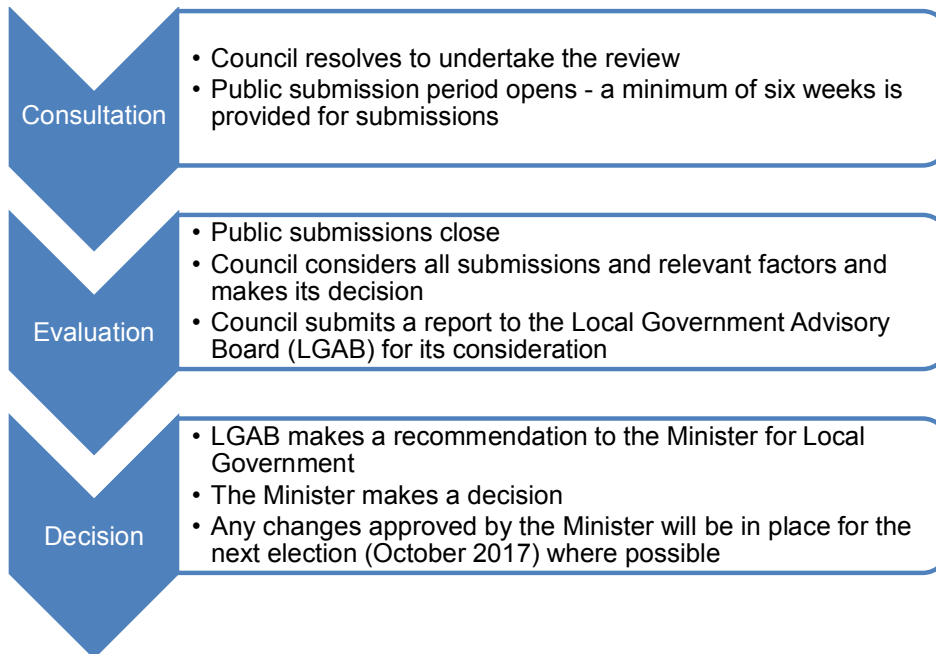 Consultation
• Council resolves to undertake the review
• Public submission period opens - a minimum of six weeks is
provided for submissions
Evaluation
• Public submissions close
• Council considers all submissions and relevant factors and
makes its decision
• Council submits a report to the Local Government Advisory
Board (LGAB) for its consideration
Decision
• LGAB makes a recommendation to the Minister for Local
Government
• The Minister makes a decision
• Any changes approved by the Minister will be in place for the
next election (October 2017) where possible